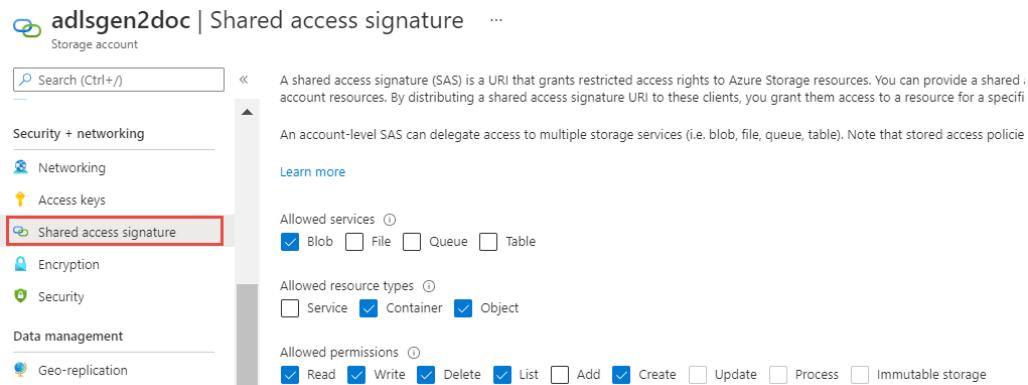 adlsgen2doc | Shared access signature ...
Storage account
Search (Ctrl+/)
«
Security + networking
Networking
Access keys
Shared access signature
Encryption
Security
Data management
Geo-replication
A shared access signature (SAS) is a URI that grants restricted access rights to Azure Storage resources. You can provide a shared
account resources. By distributing a shared access signature URI to these clients, you grant them access to a resource for a specifi
An account-level SAS can delegate access to multiple storage services (i.e. blob, file, queue, table). Note that stored access policie
Learn more
Allowed services
Blob File Queue Table
Allowed resource types
Service Container Object
Allowed permissions
Read Write Delete List Add Create Update Process Immutable storage